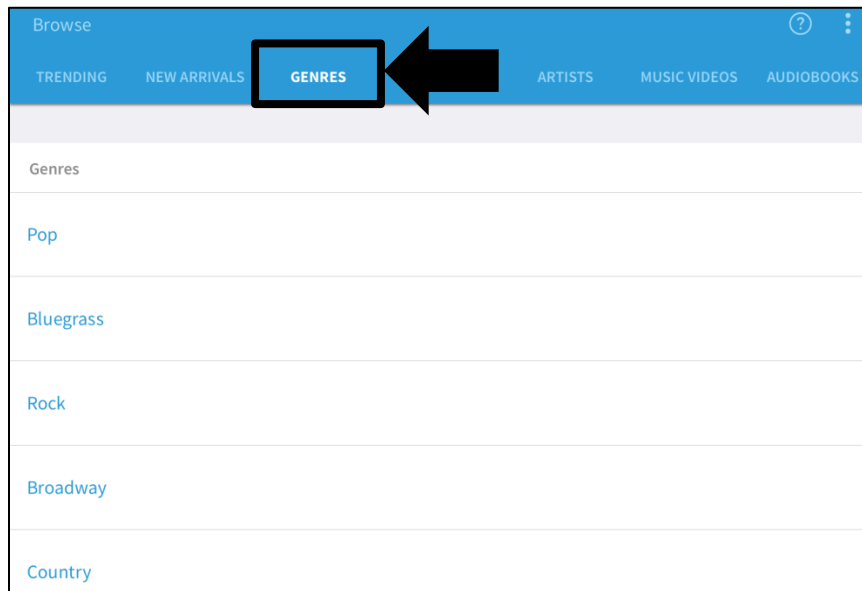 Browse
TRENDING NEW ARRIVALS GENRES ARTISTS MUSIC VIDEOS AUDIOBOOKS
Genres
Pop
Bluegrass
Rock
Broadway
Country